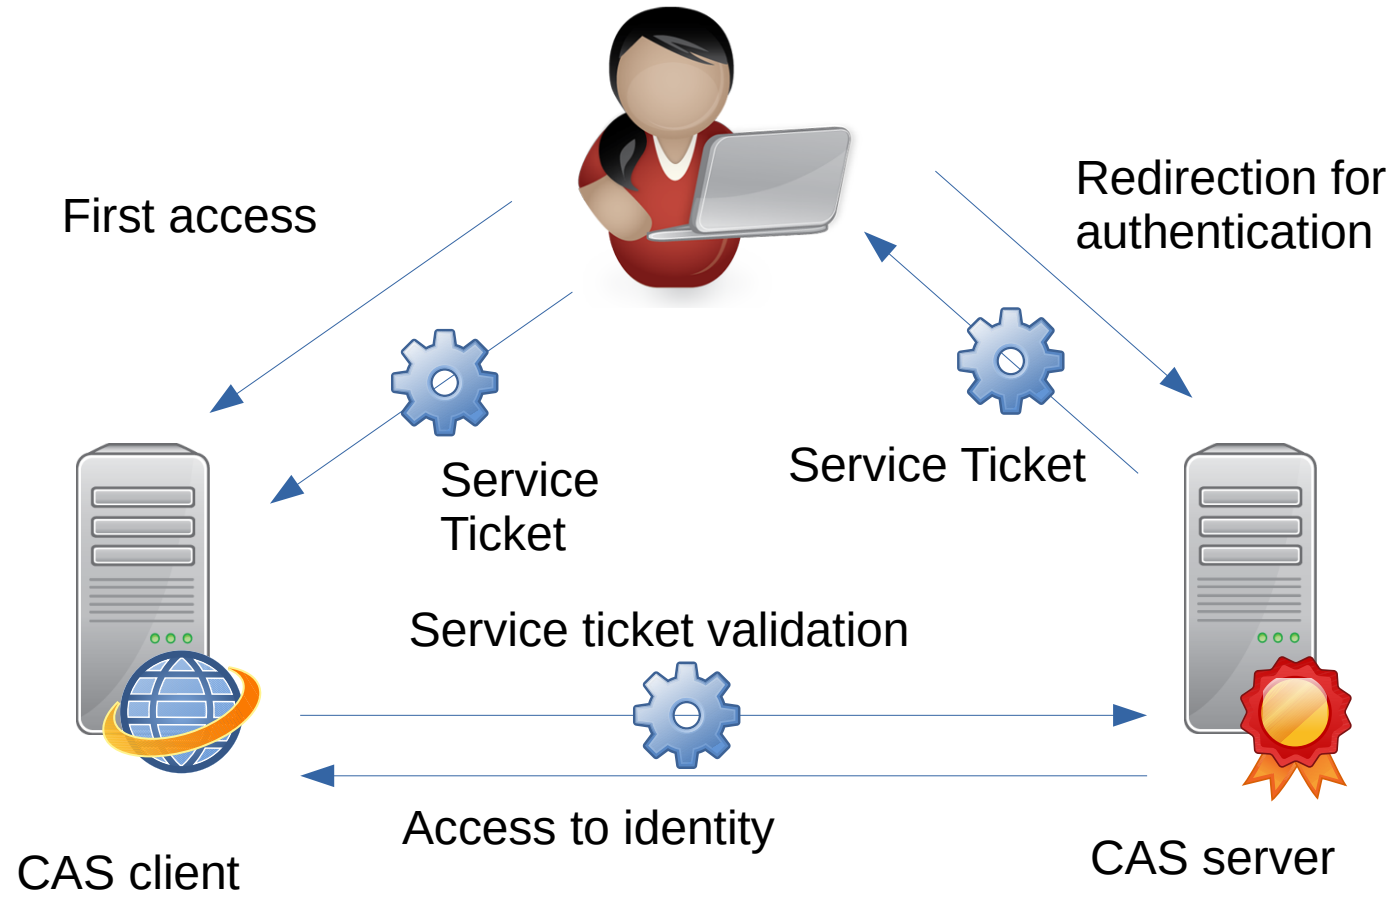 First access
Redirection for
authentication
Service Ticket
Service
Ticket
Service ticket validation
Access to identity
CAS client
CAS server